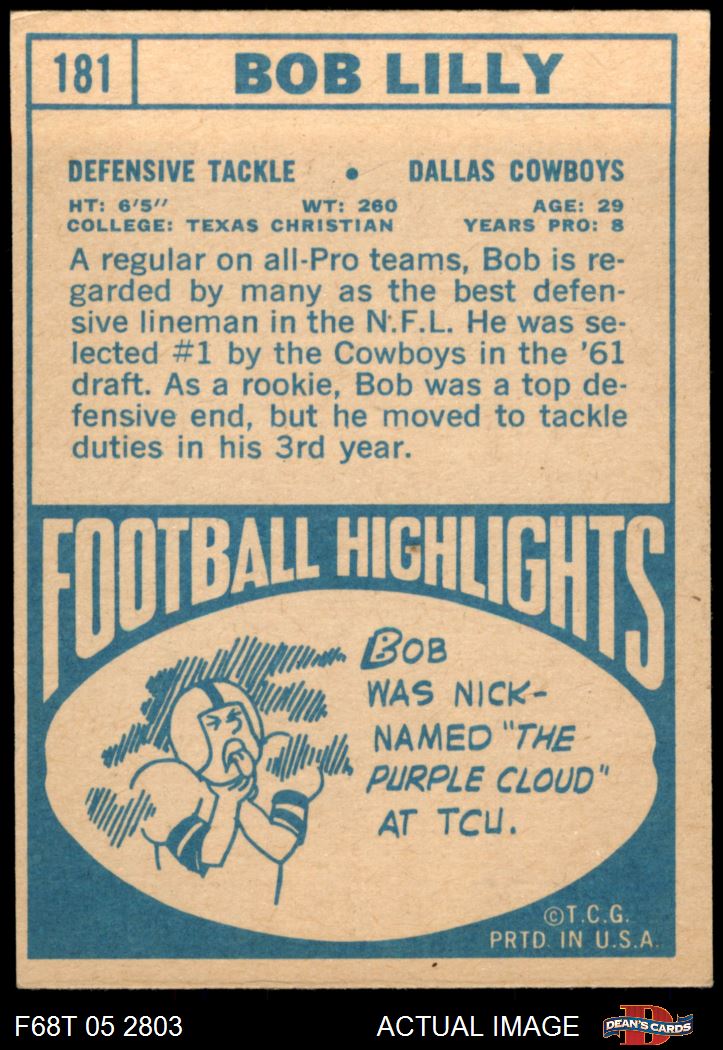 181 BOB LILLY
DEFENSIVE TACKLE • DALLAS COWBOYS
HT: 6'5" WT: 260 AGE: 29
COLLEGE: TEXAS CHRISTIAN YEARS PRO: 8
A regular on all-Pro teams, Bob is re-
garded by many as the best defen-
sive lineman in the N.F.L. He was se-
lected #1 by the Cowboys in the '61
draft. As a rookie, Bob was a top de-
fensive end, but he moved to tackle
duties in his 3rd year.
FOOTBALL HIGHLIGHTS
BOB
WAS NICK-
NAMED "THE
PURPLE CLOUD"
AT TCU.
©T.C.G.
PRTD. IN U.S.A.
F68T 05 2803 ACTUAL IMAGE DEAN'S CARDS